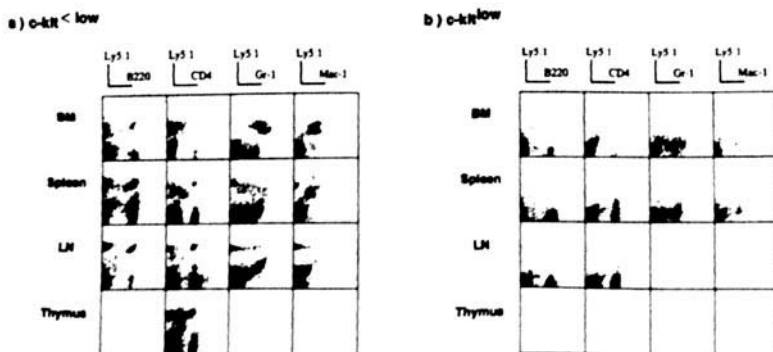 a ) c-kit< low
Ly5 1 Ly5 1 Ly5 1 Ly5 1
B220 CD4 Gr-1 Mac-1
BM
Spleen
LN
Thymus
b ) c-kitlow
Ly5 1 Ly5 1 Ly5 1 Ly5 1
B220 CD4 Gr-1 Mac-1
BM
Spleen
LN
Thymus